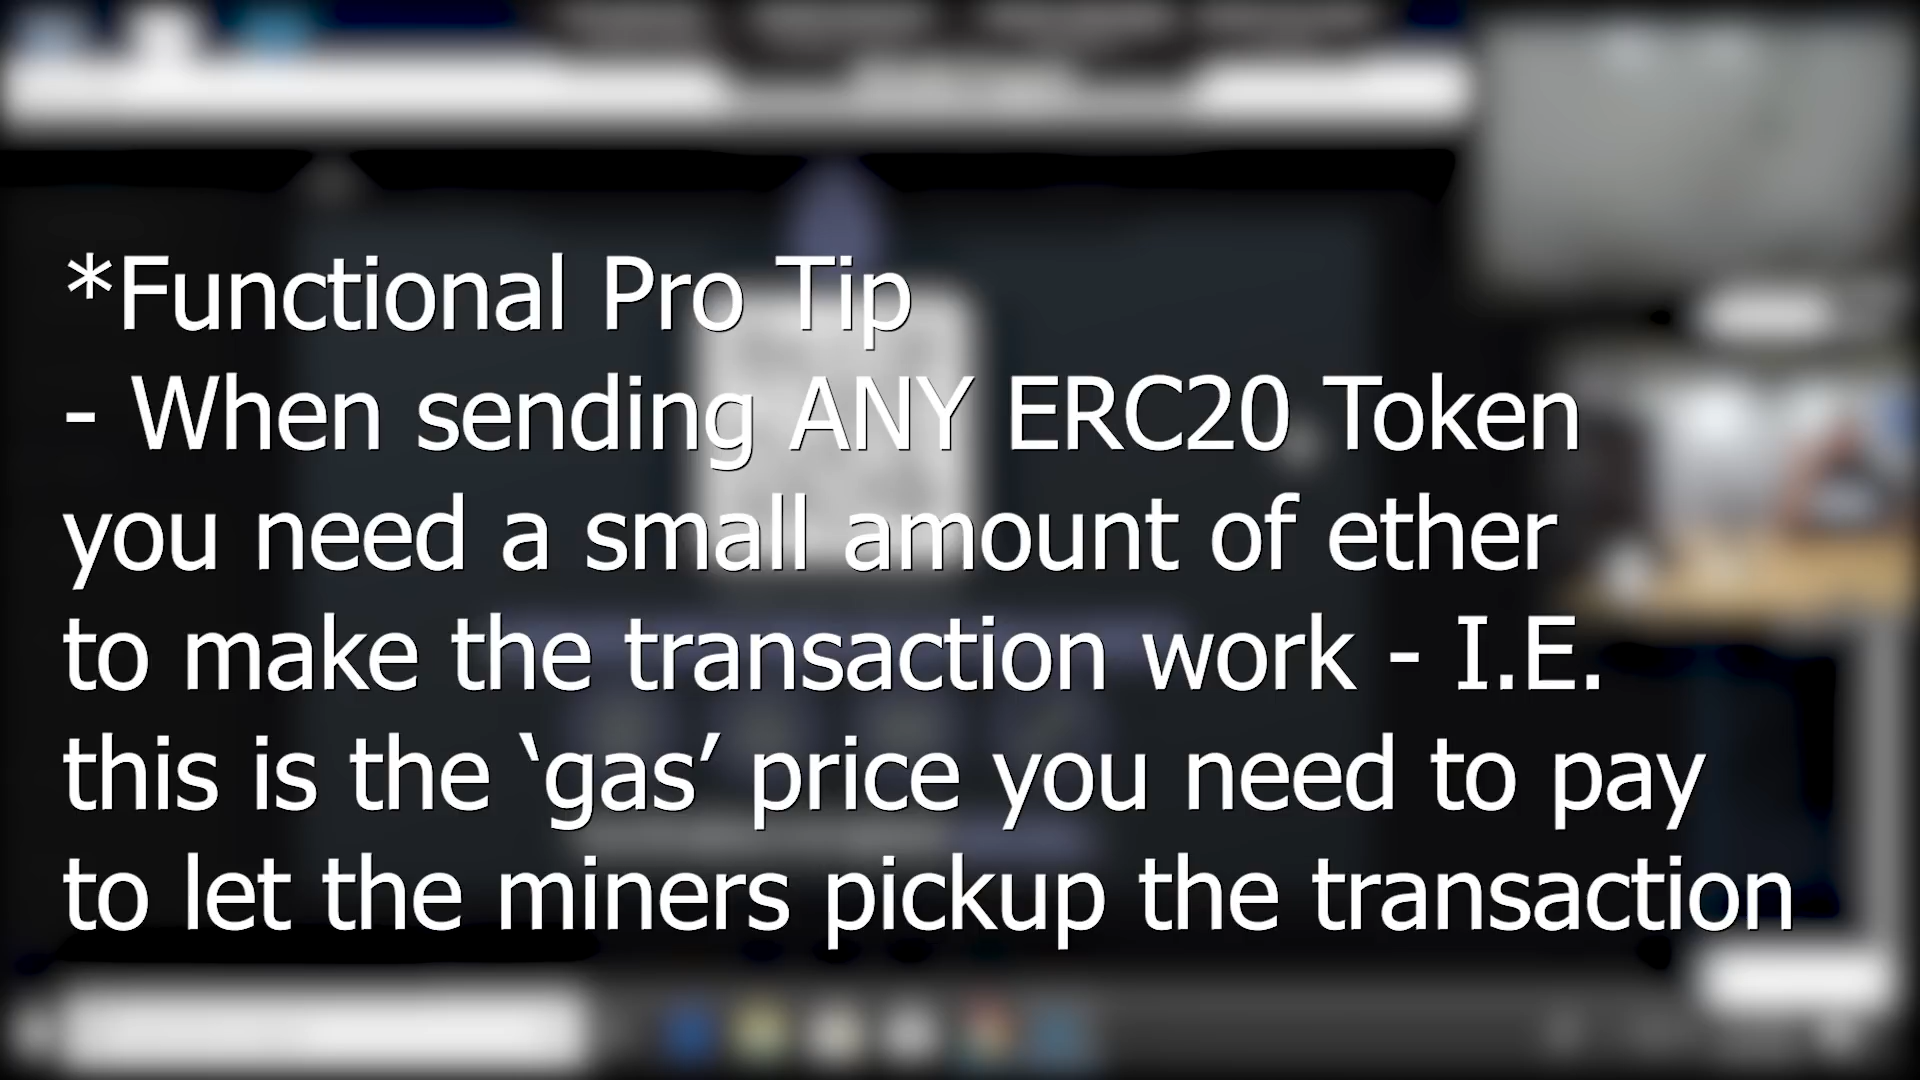 *Functional Pro Tip
- When sending ANY ERC20 Token
you need a small amount of ether
to make the transaction work - I.E.
this is the ‘gas’ price you need to pay
to let the miners pickup the transaction